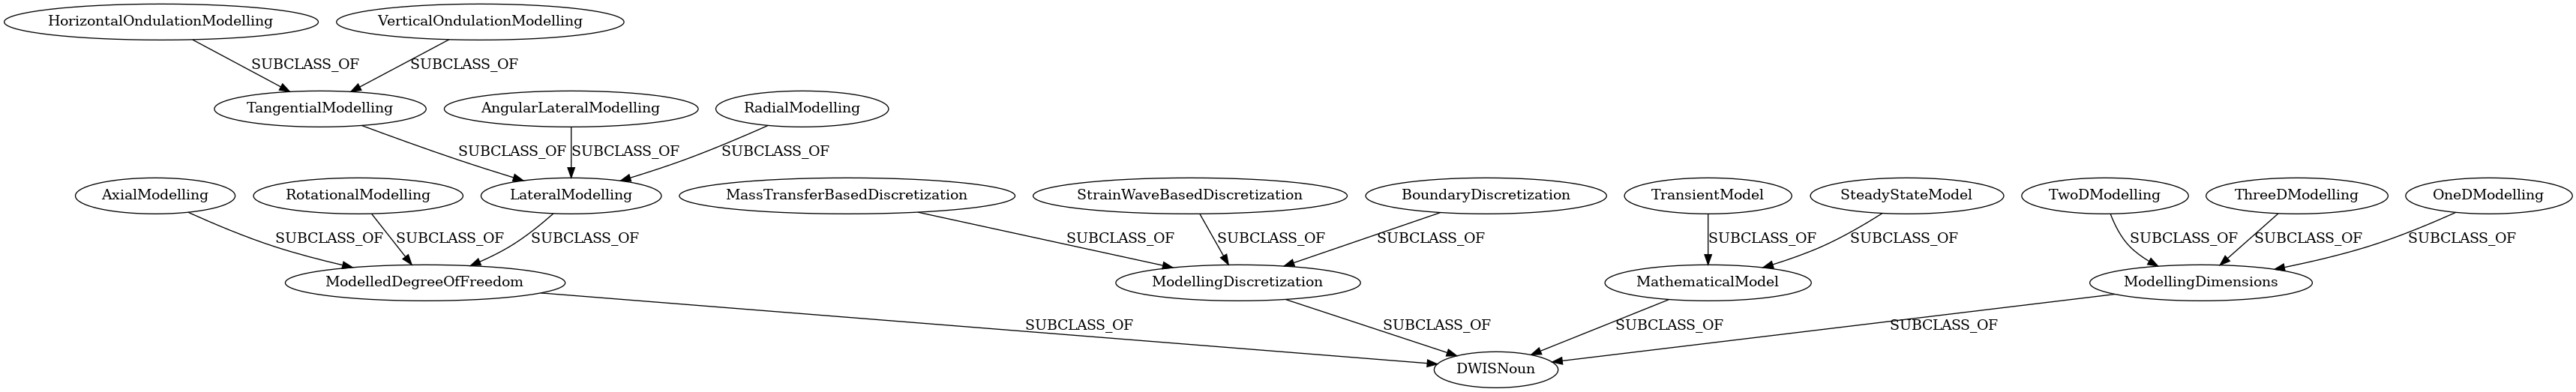 HorizontalOndulationModelling
VerticalOndulationModelling
SUBCLASS_OF
SUBCLASS_OF
TangentialModelling
AngularLateralModelling
RadialModelling
SUBCLASS_OF
SUBCLASS_OF
SUBCLASS_OF
AxialModelling
RotationalModelling
LateralModelling
MassTransferBasedDiscretization
StrainWaveBasedDiscretization
BoundaryDiscretization
TransientModel
SteadyStateModel
TwoDModelling
ThreeDModelling
OneDModelling
SUBCLASS_OF
SUBCLASS_OF
SUBCLASS_OF
SUBCLASS_OF
SUBCLASS_OF
SUBCLASS_OF
SUBCLASS_OF
SUBCLASS_OF
SUBCLASS_OF
SUBCLASS_OF
SUBCLASS_OF
ModelledDegreeOfFreedom
ModellingDiscretization
MathematicalModel
ModellingDimensions
SUBCLASS_OF
SUBCLASS_OF
SUBCLASS_OF
SUBCLASS_OF
DWISNoun